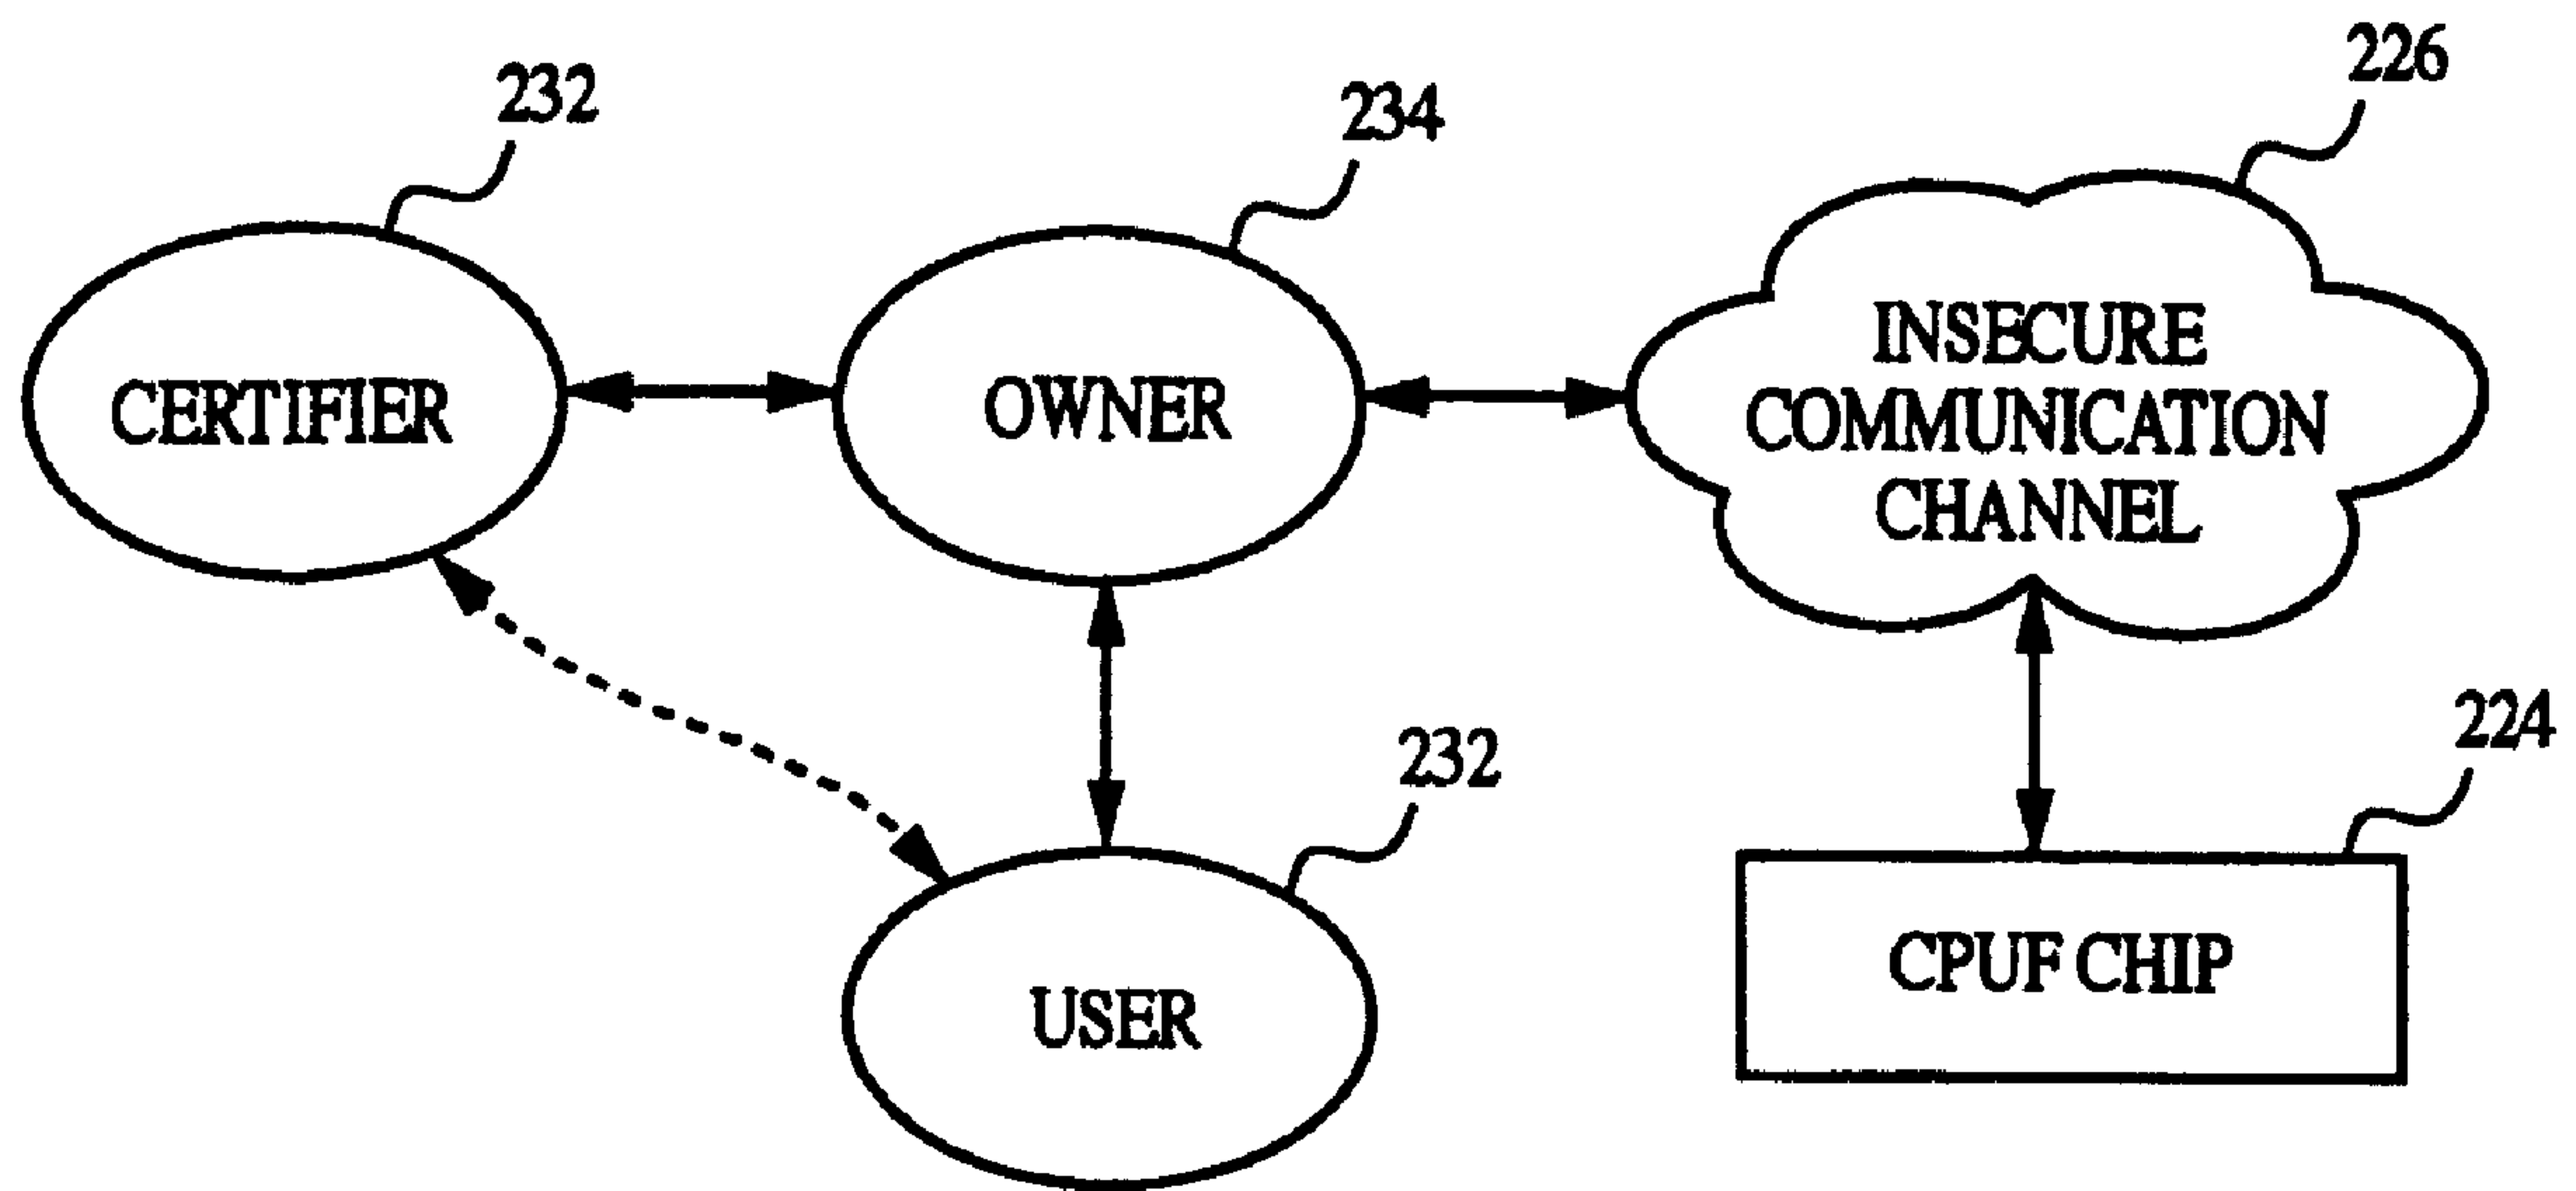 232
234
226
CERTIFIER
OWNER
INSECURE
COMMUNICATION
CHANNEL
232
224
USER
CPUF CHIP